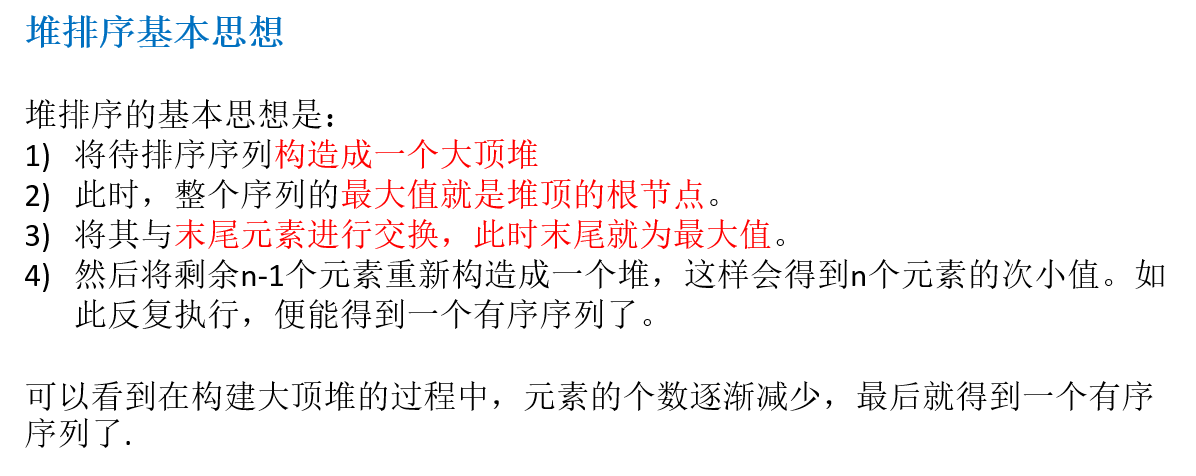 堆排序基本思想
堆排序的基本思想是：
1) 将待排序序列构造成一个大顶堆
2) 此时，整个序列的最大值就是堆顶的根节点。
3) 将其与末尾元素进行交换，此时末尾就为最大值。
4) 然后将剩余n-1个元素重新构造成一个堆，这样会得到n个元素的次小值。如
此反复执行，便能得到一个有序序列了。
可以看到在构建大顶堆的过程中，元素的个数逐渐减少，最后就得到一个有序
序列了.